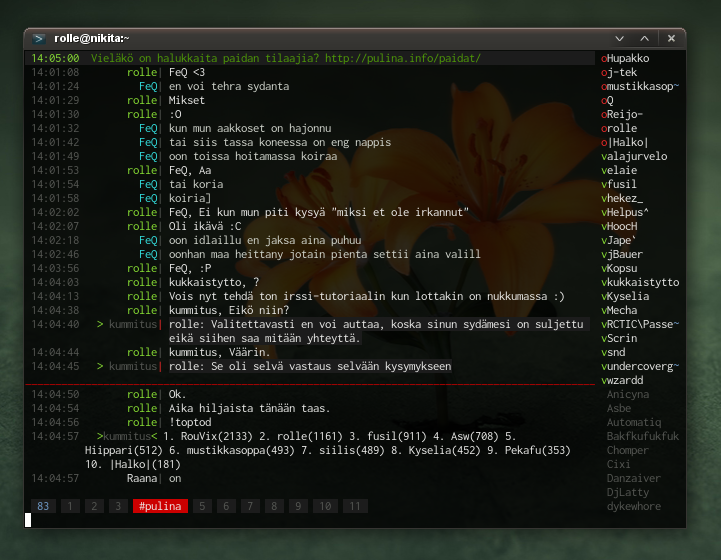 rolle@nikita:~
14:05:00 Vieläkö on halukkaita paidan tilaajia? http://pulina.info/paidat/
14:01:08 rolle| FeQ <3
14:01:24 FeQ| en voi tehra sydanta
14:01:29 rolle| Mikset
14:01:30 rolle| :O
14:01:32 FeQ| kun mun aakkoset on hajonnu
14:01:42 FeQ| tai siis tassa koneessa on eng nappis
14:01:49 FeQ| oon toissa hoitamassa koiraa
14:01:53 rolle| FeQ, Aa
14:01:54 FeQ| tai koria
14:01:58 FeQ| koiria]
14:02:02 rolle| FeQ, Ei kun mun piti kysyä "miksi et ole irkannut"
14:02:07 rolle| Oli ikävä :C
14:02:18 FeQ| oon idlaillu en jaksa aina puhuu
14:02:46 FeQ| oonhan maa heittany jotain pienta settii aina valill
14:03:56 rolle| FeQ, :P
14:04:03 rolle| kukkaistytto, ?
14:04:13 rolle| Vois nyt tehdä ton irssi-tutoriaalin kun lottakin on nukkumassa :)
14:04:38 rolle| kummitus, Eikö niin?
14:04:40 > kummitus| rolle: Valitettavasti en voi auttaa, koska sinun sydämesi on suljettu
eikä siihen saa mitään yhteyttä.
14:04:44 rolle| kummitus, Väärin.
14:04:45 > kummitus| rolle: Se oli selvä vastaus selvään kysymykseen
14:04:50 rolle| Ok.
14:04:54 rolle| Aika hiljaista tänään taas.
14:04:56 rolle| !toptod
14:04:57 >kummitus< 1. RouVix(2133) 2. rolle(1161) 3. fusil(911) 4. Asw(708) 5.
Hiippari(512) 6. mustikkasoppa(493) 7. siilis(489) 8. Kyselia(452) 9. Pekafu(353)
10. |Halko|(181)
14:04:57 Raana| on
83 1 2 3 #pulina 5 6 7 8 9 10 11
oHupakko
oj-tek
omustikkasop~
oQ
oReijo-
orolle
o|Halko|
valajurvelo
velaie
vfusil
vhekez_
vHelpus^
vHoocH
vJape`
vjBauer
vKopsu
vkukkaistytto
vKyselia
vMecha
vRCTIC\Passe~
vScrin
vsnd
vundercoverg~
vwzardd
Anicyna
Asbe
Automatiq
Bakfkufukfuk
Chomper
Cixi
Danzaiver
DjLatty
dykewhore